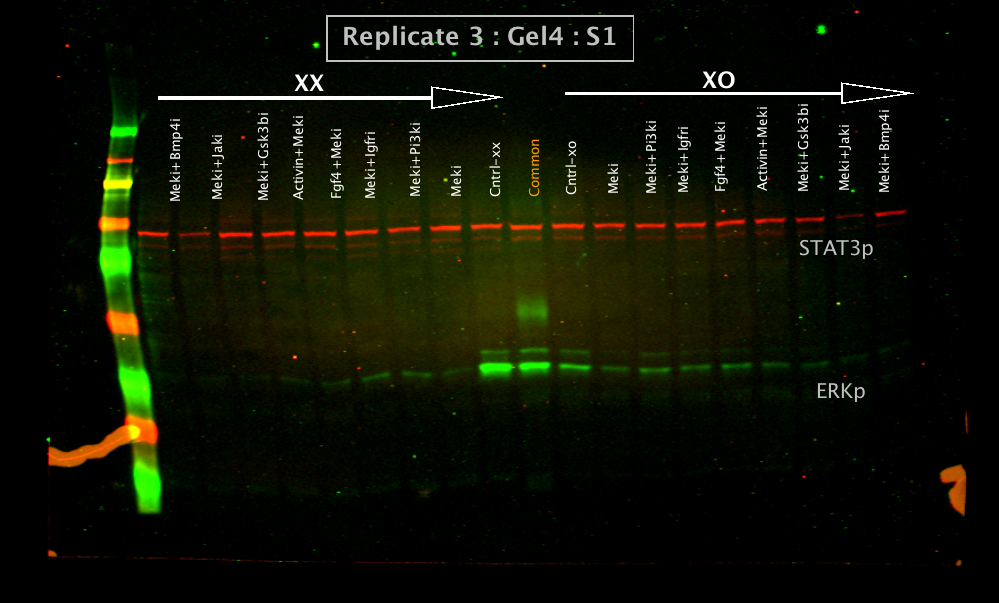 Replicate 3 : Gel4 : S1
XX
XO
Meki+Bmp4i
Meki+Jaki
Meki+Gsk3bi
Activin+Meki
Fgf4+Meki
Meki+Igfri
Meki+Pi3ki
Meki
Cntrl-xx
Common
Cntrl-xo
Meki
Meki+Pi3ki
Meki+Igfri
Fgf4+Meki
Activin+Meki
Meki+Gsk3bi
Meki+Jaki
Meki+Bmp4i
STAT3p
ERKp